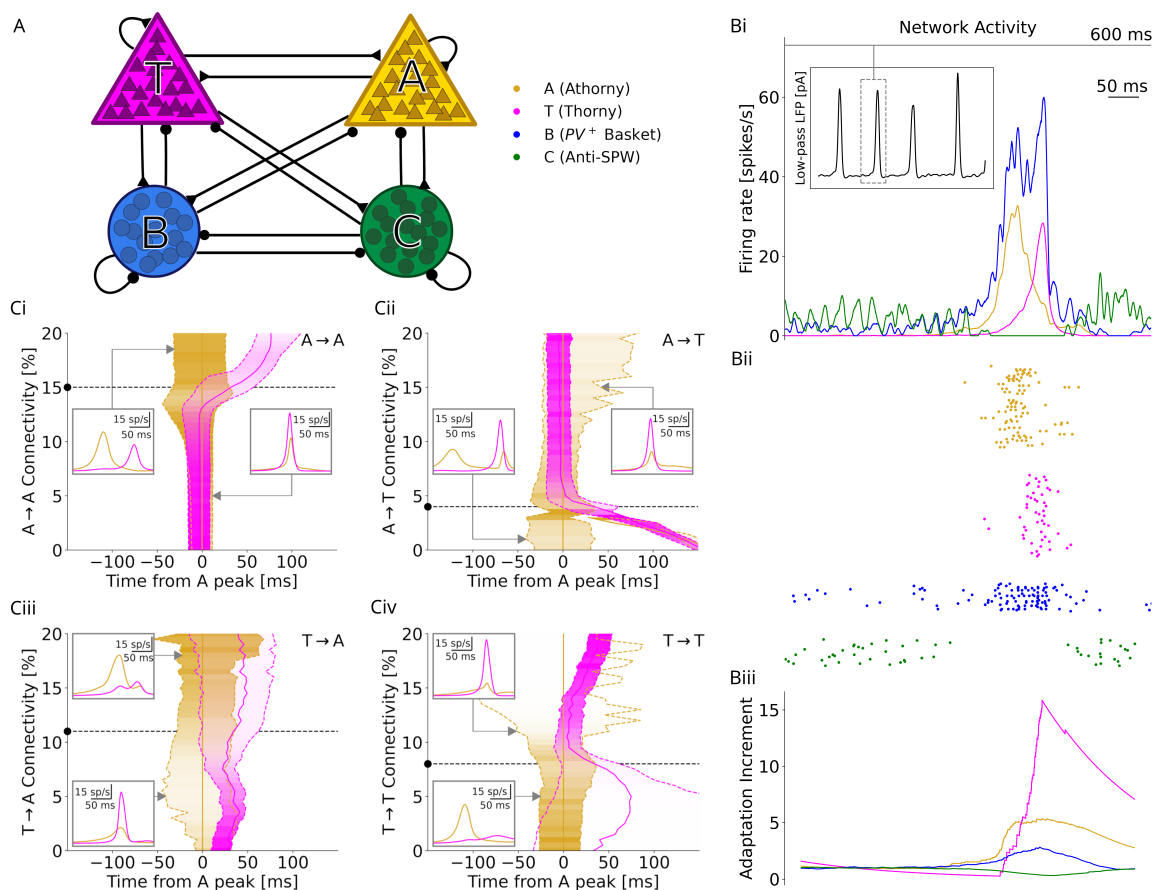 A
T
A
B
C
A (Athorny)
T (Thorny)
B (PV+ Basket)
C (Anti-SPW)
Bi
Network Activity
600 ms
50 ms
Low-pass LFP [pA]
Firing rate [spikes/s]
60
40
20
0
Ci
A→A
A→A Connectivity [%]
20
15
10
5
0
15 sp/s
50 ms
15 sp/s
50 ms
−100 −50 0 50 100
Time from A peak [ms]
Cii
A→T
A→T Connectivity [%]
20
15
10
5
0
15 sp/s
50 ms
15 sp/s
50 ms
−100 −50 0 50 100
Time from A peak [ms]
Bii
Ciii
T→A
T→A Connectivity [%]
20
15
10
5
0
15 sp/s
50 ms
15 sp/s
50 ms
−100 −50 0 50 100
Time from A peak [ms]
Civ
T→T
T→T Connectivity [%]
20
15
10
5
0
15 sp/s
50 ms
15 sp/s
50 ms
−100 −50 0 50 100
Time from A peak [ms]
Biii
Adaptation Increment
15
10
5
0